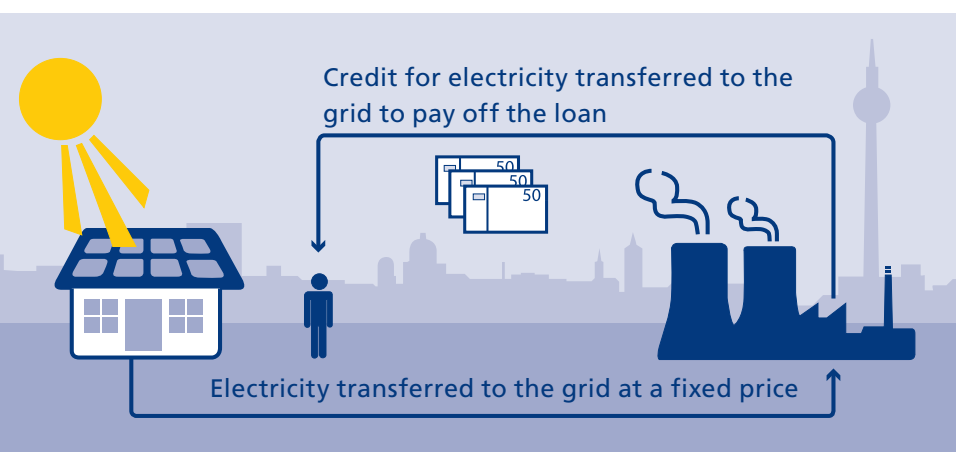 Credit for electricity transferred to the
grid to pay off the loan
50
50
50
Electricity transferred to the grid at a fixed price